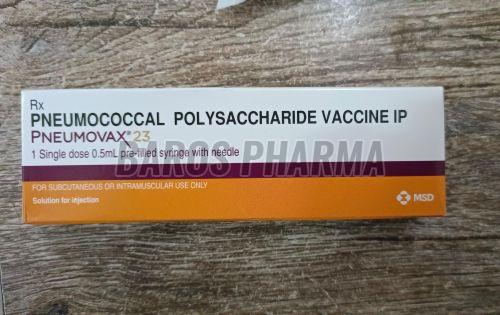 Rx
PNEUMOCOCCAL POLYSACCHARIDE VACCINE IP
PNEUMOVAX® 23
1 Single dose 0.5mL pre-filled syringe with needle
DAROS PHARMA
FOR SUBCUTANEOUS OR INTRAMUSCULAR USE ONLY
Solution for injection
MSD